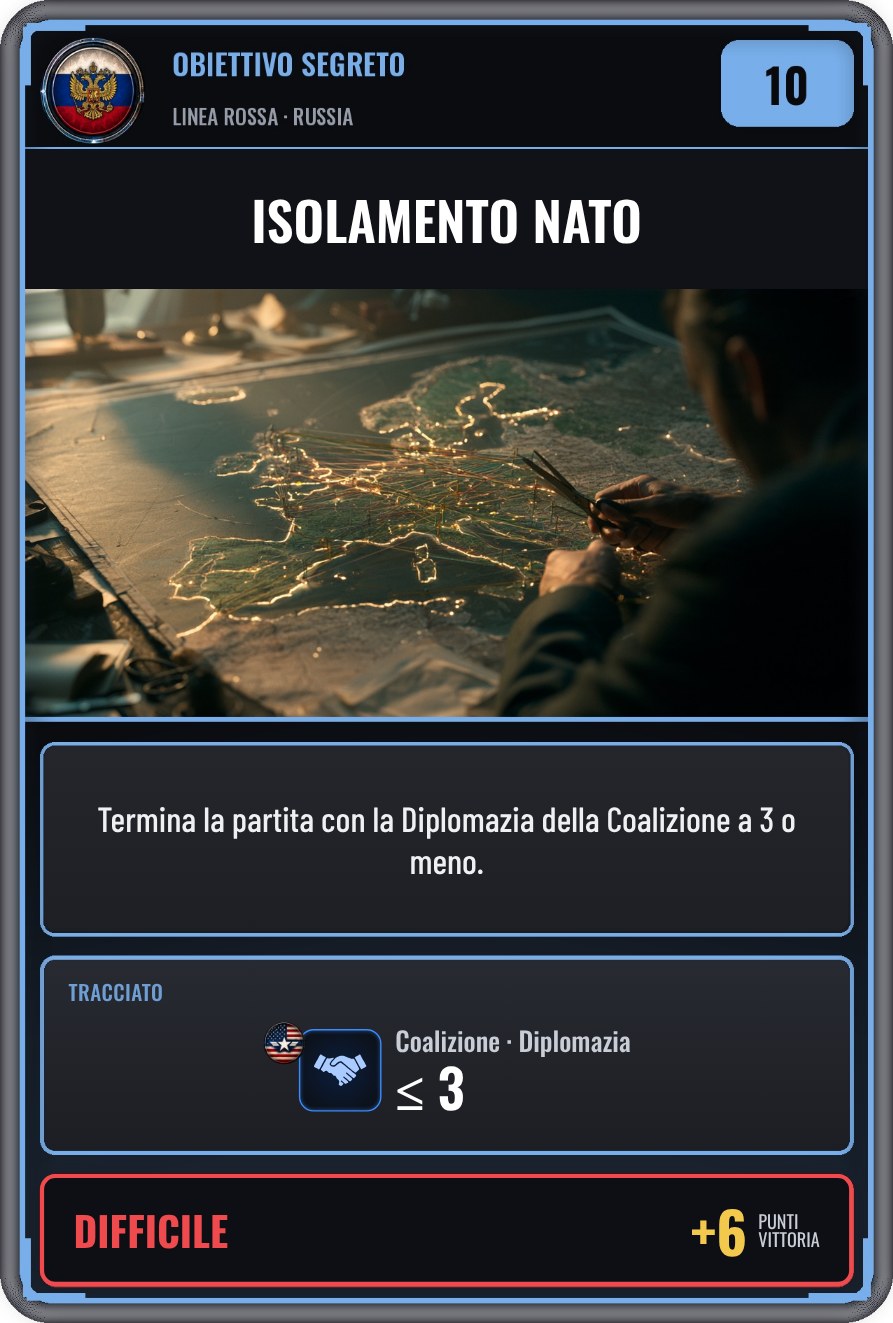 OBIETTIVO SEGRETO
LINEA ROSSA · RUSSIA
10
ISOLAMENTO NATO
Termina la partita con la Diplomazia della Coalizione a 3 o
meno.
TRACCIATO
Coalizione · Diplomazia
≤ 3
DIFFICILE
+6 PUNTI
VITTORIA